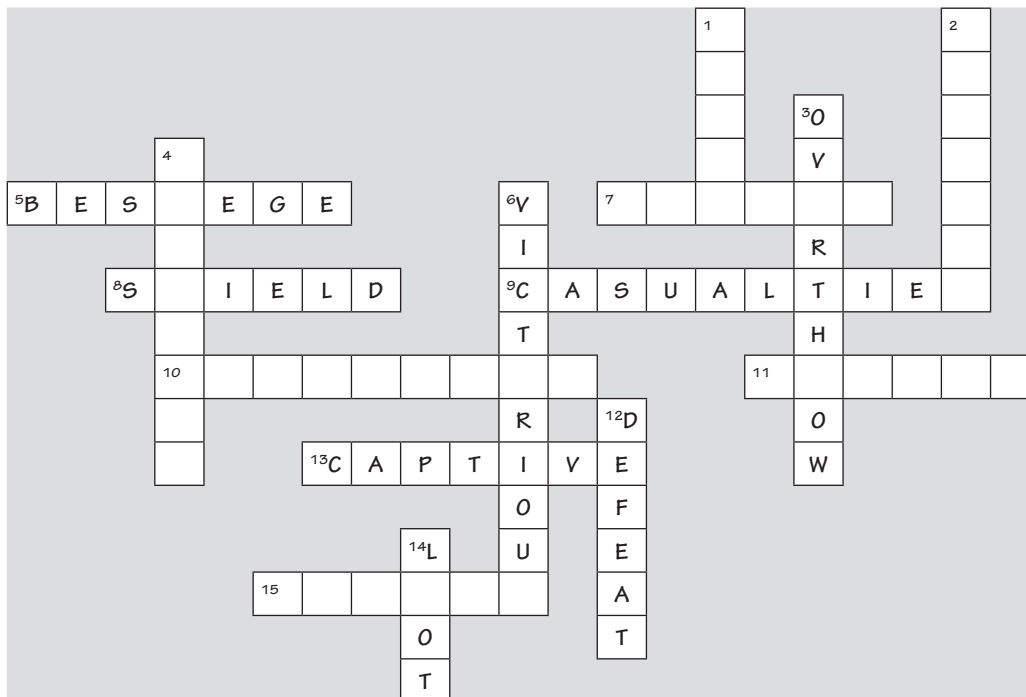 1 2
3O
4 V
5B E S E G E 6V 7
I R
8S I E L D 9C A S U A L T I E
T H
10 11
R 12D O
13C A P T I V E W
O F
14L U E
15 A
O T
T